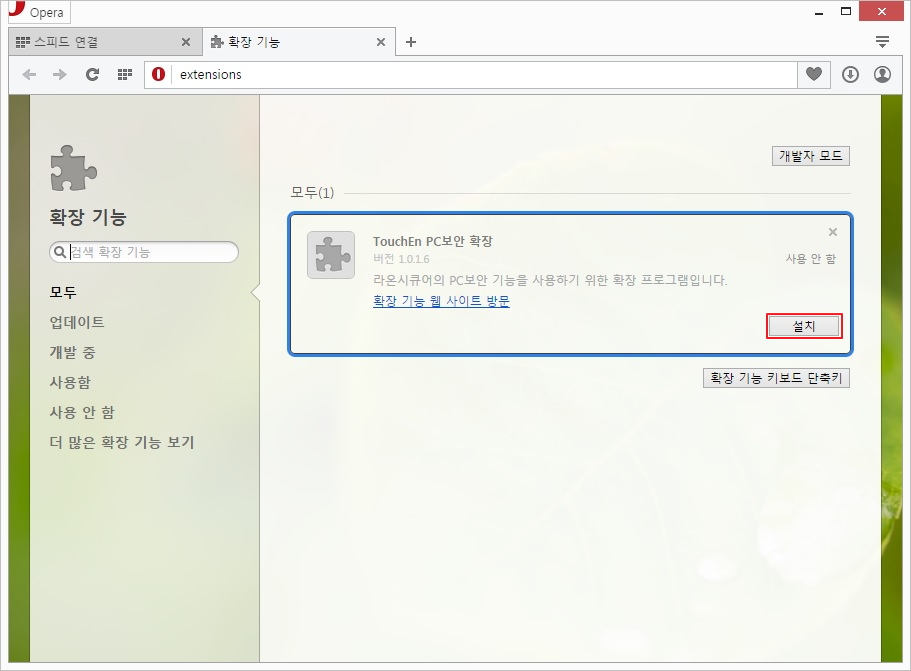 Opera
스피드 연결
확장 기능
extensions
확장 기능
검색 확장 기능
모두
업데이트
개발 중
사용함
사용 안 함
더 많은 확장 기능 보기
개발자 모드
모두(1)
TouchEn PC보안 확장
버전 1.0.1.6
사용 안 함
라온시큐어의 PC보안 기능을 사용하기 위한 확장 프로그램입니다.
확장 기능 웹 사이트 방문
설치
확장 기능 키보드 단축키